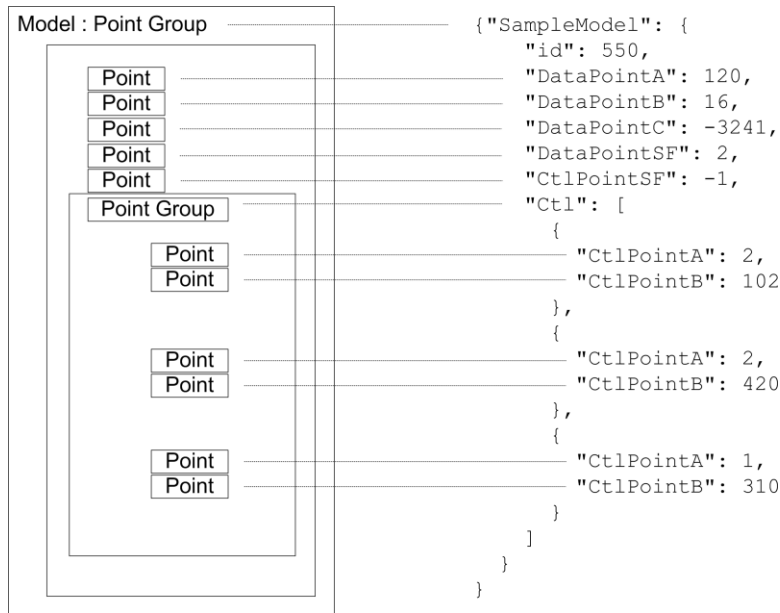 Model : Point Group {"SampleModel": {
"id": 550,
Point "DataPointA": 120,
Point "DataPointB": 16,
Point "DataPointC": -3241,
Point "DataPointSF": 2,
Point "CtlPointSF": -1,
Point Group "Ctl": [
{
Point "CtlPointA": 2,
Point "CtlPointB": 102
},
{
Point "CtlPointA": 2,
Point "CtlPointB": 420
},
{
Point "CtlPointA": 1,
Point "CtlPointB": 310
}
]
}
}